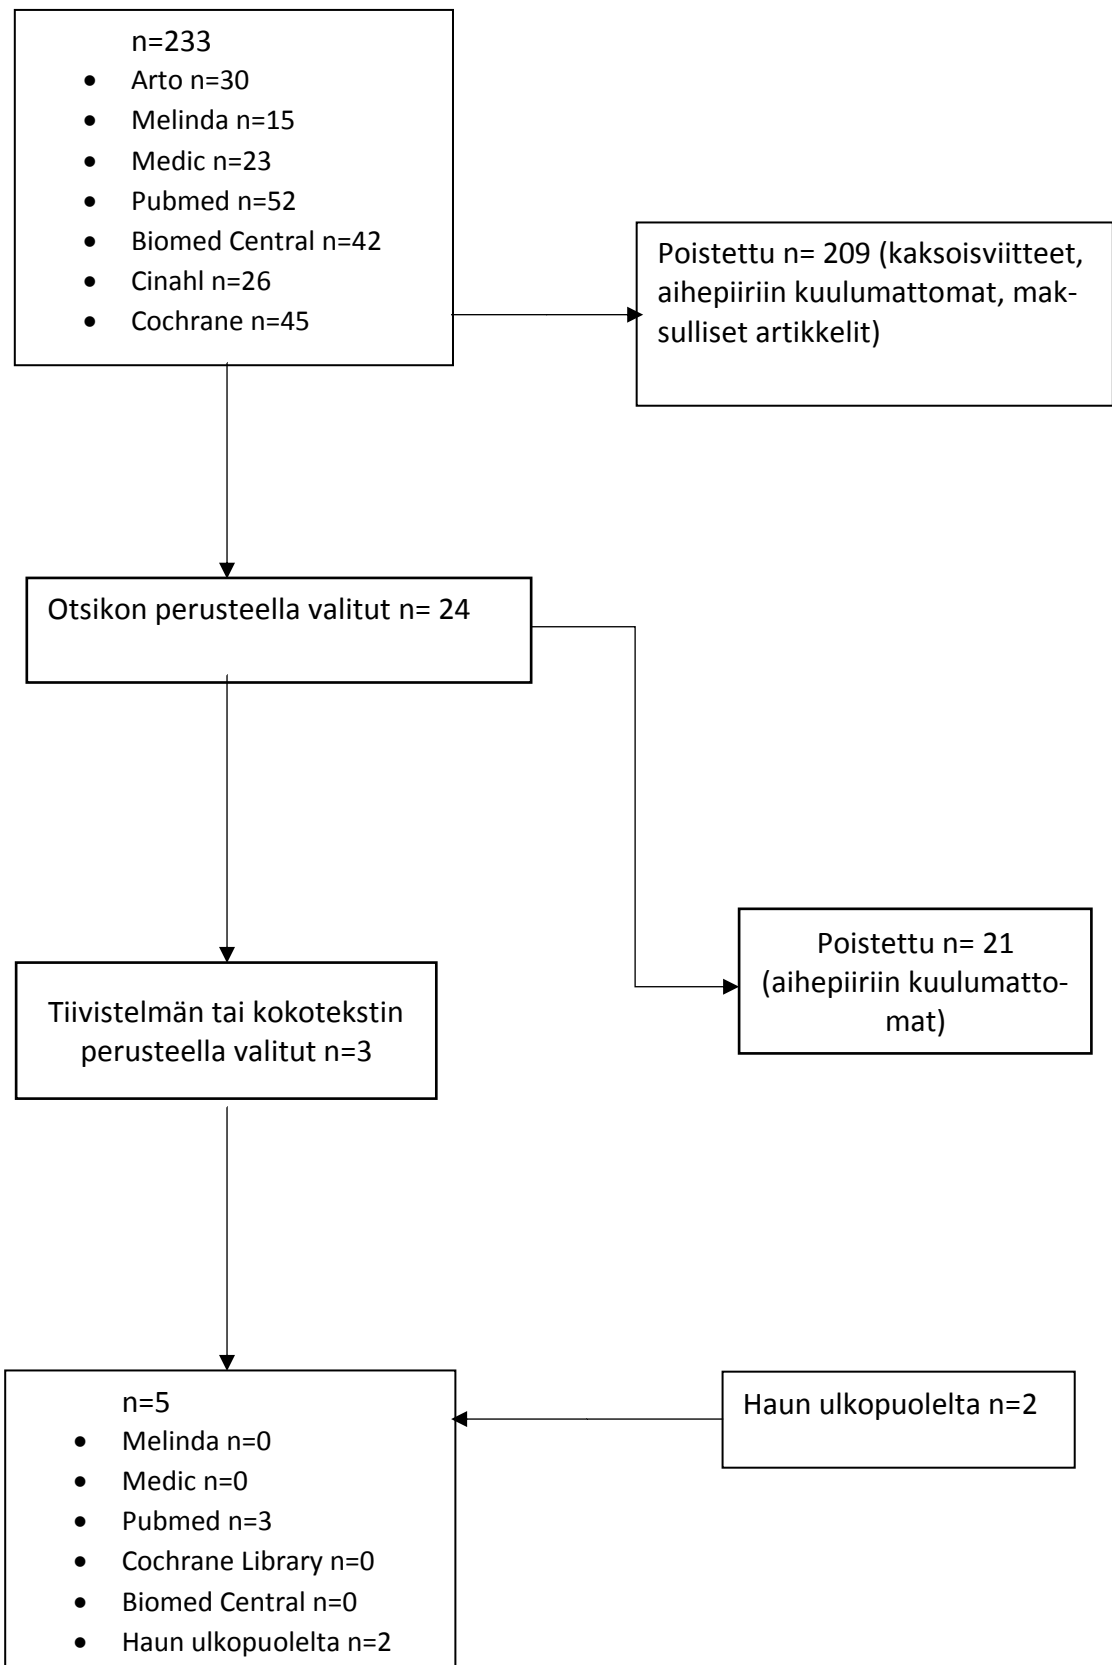 n=233
• Arto n=30
• Melinda n=15
• Medic n=23
• Pubmed n=52
• Biomed Central n=42
• Cinahl n=26
• Cochrane n=45
Poistettu n= 209 (kaksoisviitteet,
aihepiiriin kuulumattomat, mak-
sulliset artikkelit)
Otsikon perusteella valitut n= 24
Poistettu n= 21
(aihepiiriin kuulumatto-
mat)
Tiivistelmän tai kokotekstin
perusteella valitut n=3
n=5
• Melinda n=0
• Medic n=0
• Pubmed n=3
• Cochrane Library n=0
• Biomed Central n=0
• Haun ulkopuolelta n=2
Haun ulkopuolelta n=2